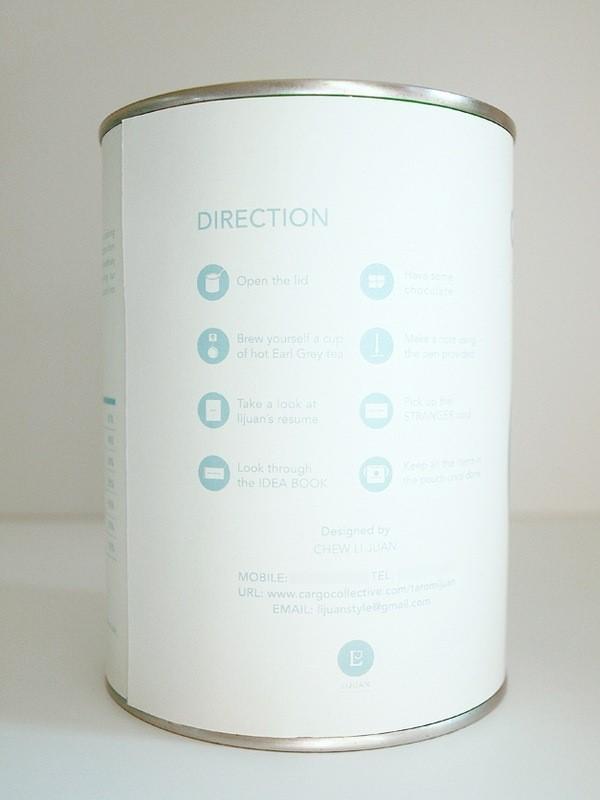 DIRECTION
Open the lid
Brew yourself a cup
of hot Earl Grey tea
Take a look at
lijuan's resume
Look through
the IDEA BOOK
Have some
chocolate
Make a note using
the pen provided
Pick up the
STRANGER card
Keep all the items in
the pouch once done
Designed by
CHEW LI JUAN
MOBILE: TEL:
URL: www.cargocollective.com/taromijuan
EMAIL: lijuanstyle@gmail.com
LIJUAN